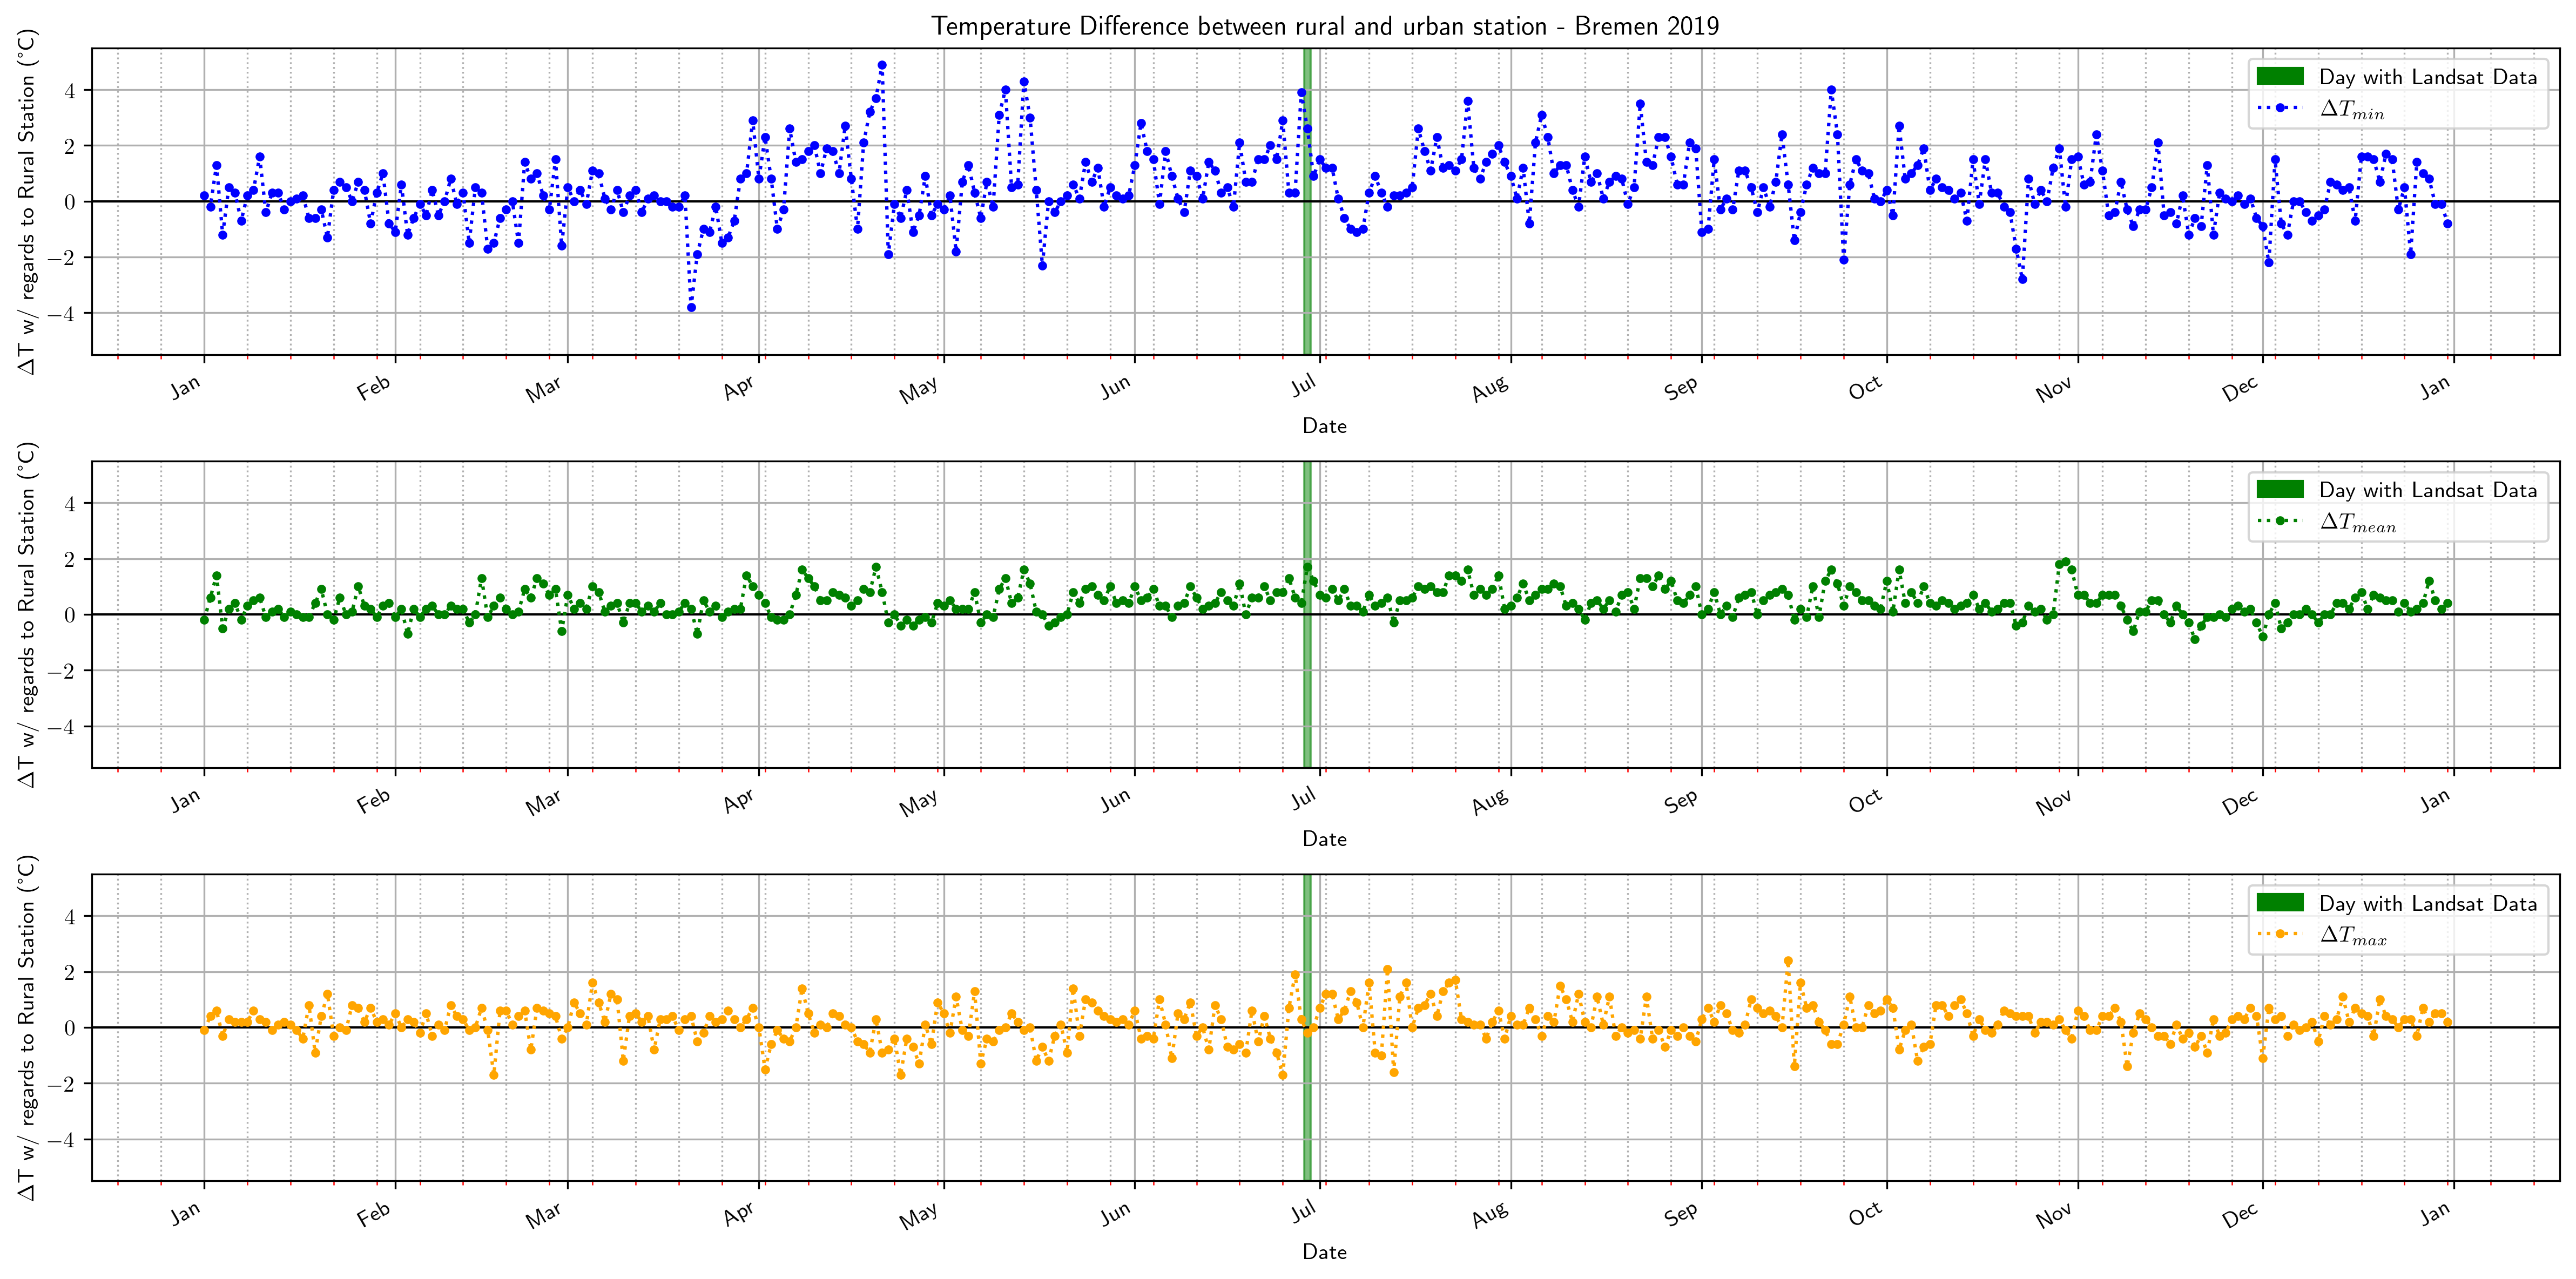 Temperature Difference between rural and urban station - Bremen 2019
ΔT w/ regards to Rural Station (°C)
4
2
0
−2
−4
Day with Landsat Data
ΔT_min
Jan Feb Mar Apr May Jun Jul Aug Sep Oct Nov Dec Jan
Date
ΔT w/ regards to Rural Station (°C)
4
2
0
−2
−4
Day with Landsat Data
ΔT_mean
Jan Feb Mar Apr May Jun Jul Aug Sep Oct Nov Dec Jan
Date
ΔT w/ regards to Rural Station (°C)
4
2
0
−2
−4
Day with Landsat Data
ΔT_max
Jan Feb Mar Apr May Jun Jul Aug Sep Oct Nov Dec Jan
Date